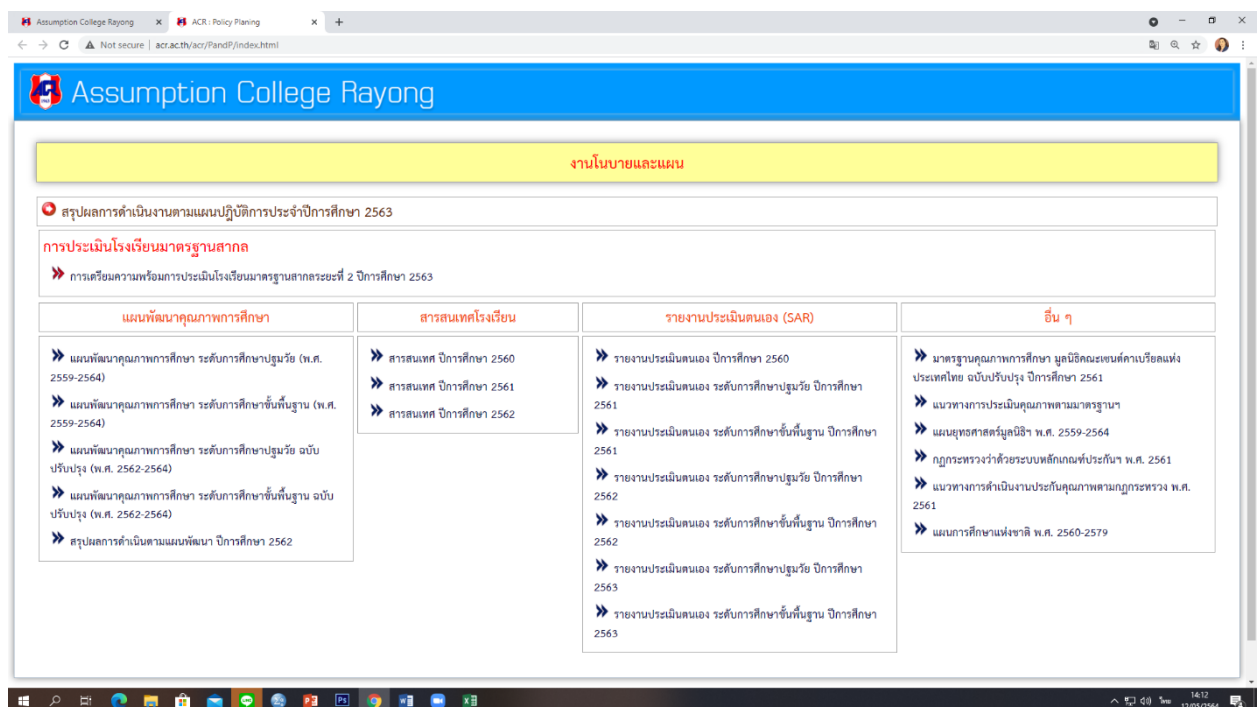 Assumption College Rayong
ACR : Policy Planing
Not secure | acr.ac.th/acr/PandP/index.html
ACR
Assumption College Rayong
งานโนบายและแผน
สรุปผลการดำเนินงานตามแผนปฎิบัติการประจำปีการศึกษา 2563
การประเมินโรงเรียนมาตรฐานสากล
การเตรียมความพร้อมการประเมินโรงเรียนมาตรฐานสากลระยะที่ 2 ปีการศึกษา 2563
แผนพัฒนาคุณภาพการศึกษา
แผนพัฒนาคุณภาพการศึกษา ระดับการศึกษาปฐมวัย (พ.ศ.
2559-2564)
แผนพัฒนาคุณภาพการศึกษา ระดับการศึกษาขั้นพื้นฐาน (พ.ศ.
2559-2564)
แผนพัฒนาคุณภาพการศึกษา ระดับการศึกษาปฐมวัย ฉบับ
ปรับปรุง (พ.ศ. 2562-2564)
แผนพัฒนาคุณภาพการศึกษา ระดับการศึกษาขั้นพื้นฐาน ฉบับ
ปรับปรุง (พ.ศ. 2562-2564)
สรุปผลการดำเนินตามแผนพัฒนา ปีการศึกษา 2562
สารสนเทศโรงเรียน
สารสนเทศ ปีการศึกษา 2560
สารสนเทศ ปีการศึกษา 2561
สารสนเทศ ปีการศึกษา 2562
รายงานประเมินตนเอง (SAR)
รายงานประเมินตนเอง ปีการศึกษา 2560
รายงานประเมินตนเอง ระดับการศึกษาปฐมวัย ปีการศึกษา
2561
รายงานประเมินตนเอง ระดับการศึกษาขั้นพื้นฐาน ปีการศึกษา
2561
รายงานประเมินตนเอง ระดับการศึกษาปฐมวัย ปีการศึกษา
2562
รายงานประเมินตนเอง ระดับการศึกษาขั้นพื้นฐาน ปีการศึกษา
2562
รายงานประเมินตนเอง ระดับการศึกษาปฐมวัย ปีการศึกษา
2563
รายงานประเมินตนเอง ระดับการศึกษาขั้นพื้นฐาน ปีการศึกษา
2563
อื่น ๆ
มาตรฐานคุณภาพการศึกษา มูลนิธิคณะเซนต์คาเบรียลแห่ง
ประเทศไทย ฉบับปรับปรุง ปีการศึกษา 2561
แนวทางการประเมินคุณภาพตามมาตรฐานฯ
แผนยุทธศาสตร์มูลนิธิฯ พ.ศ. 2559-2564
กฎกระทรวงว่าด้วยระบบหลักเกณฑ์ประกันฯ พ.ศ. 2561
แนวทางการดำเนินงานประกันคุณภาพตามกฎกระทรวง พ.ศ.
2561
แผนการศึกษาแห่งชาติ พ.ศ. 2560-2579
ไทย
14:12
12/05/2564